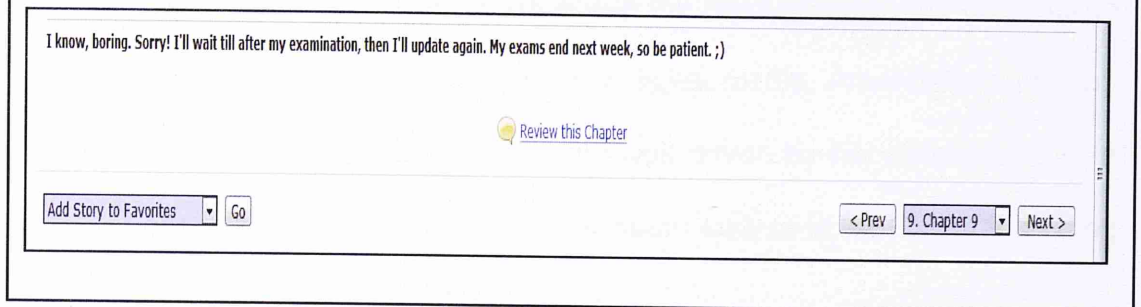 I know, boring. Sorry! I'll wait till after my examination, then I'll update again. My exams end next week, so be patient. ;)
Review this Chapter
Add Story to Favorites Go < Prev 9. Chapter 9 Next >